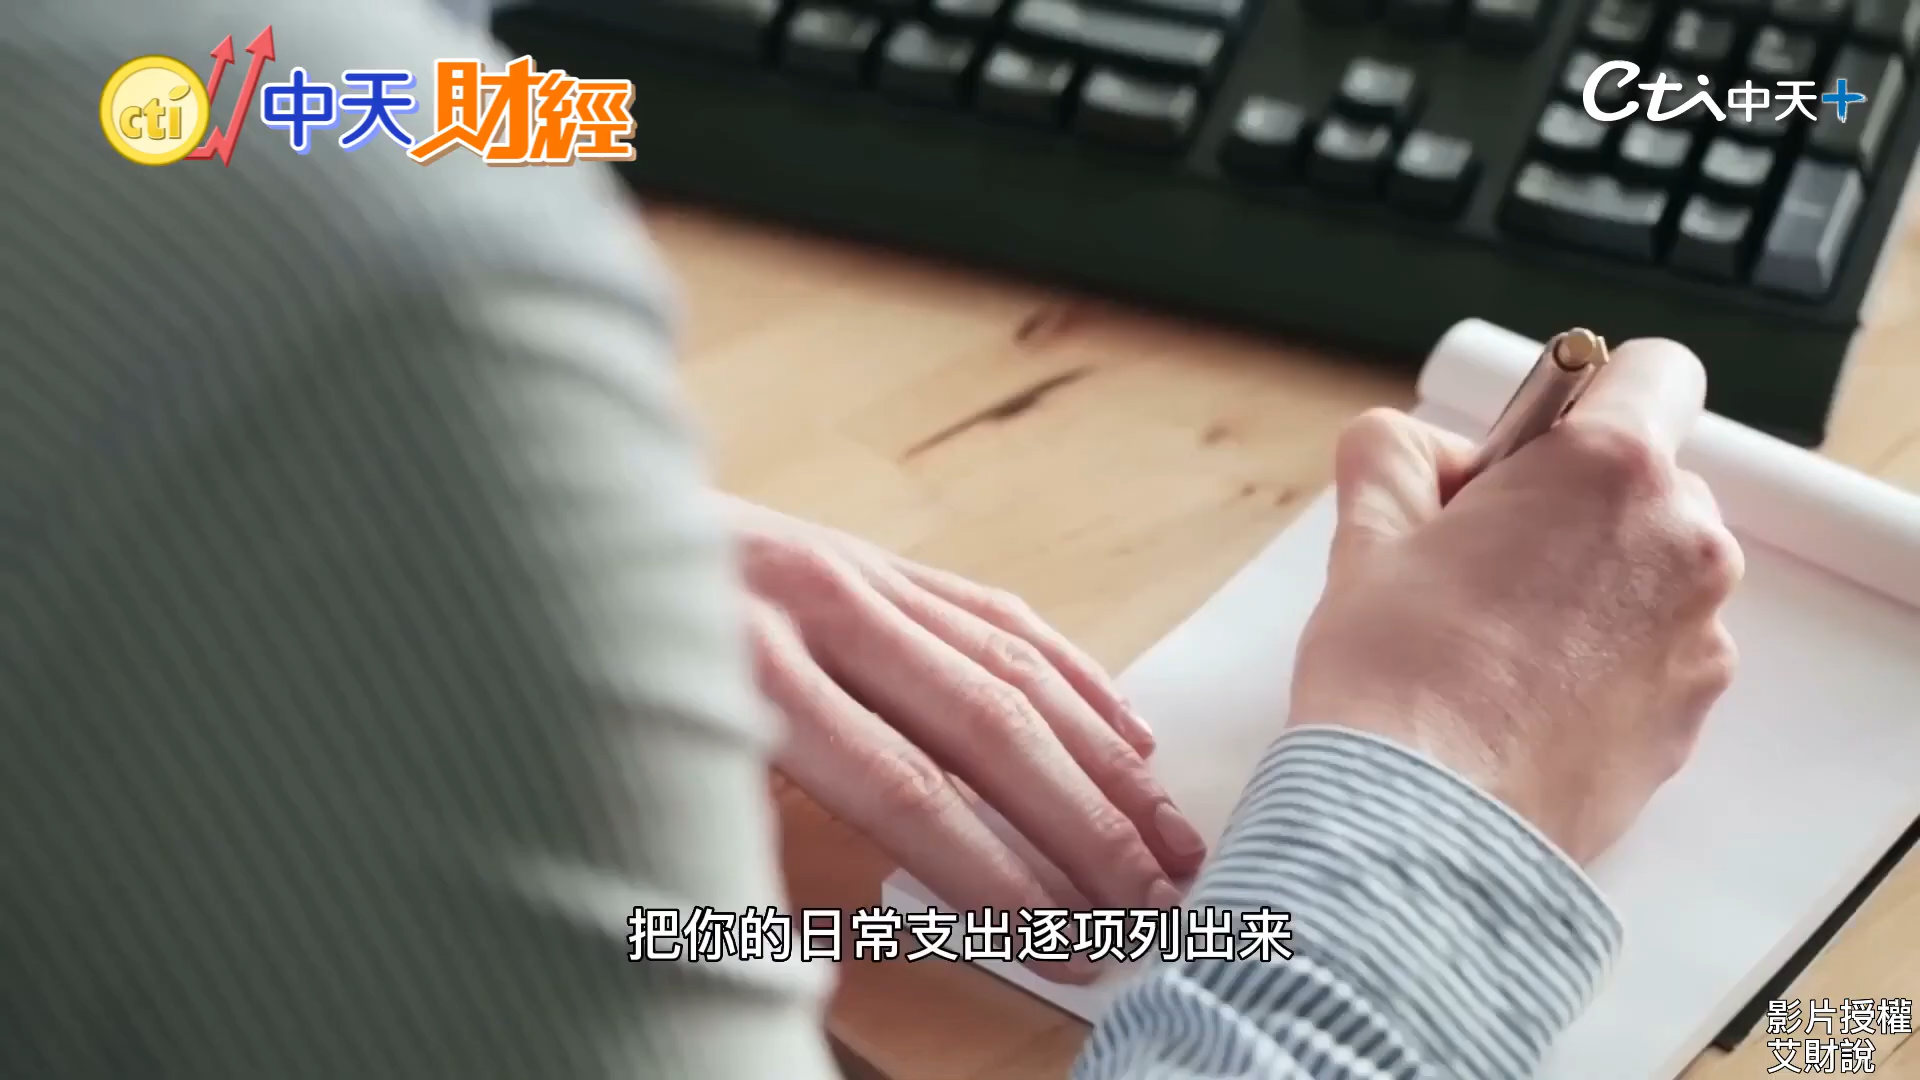 cti 中天財經
cti中天+
把你的日常支出逐项列出来
影片授權
艾財說